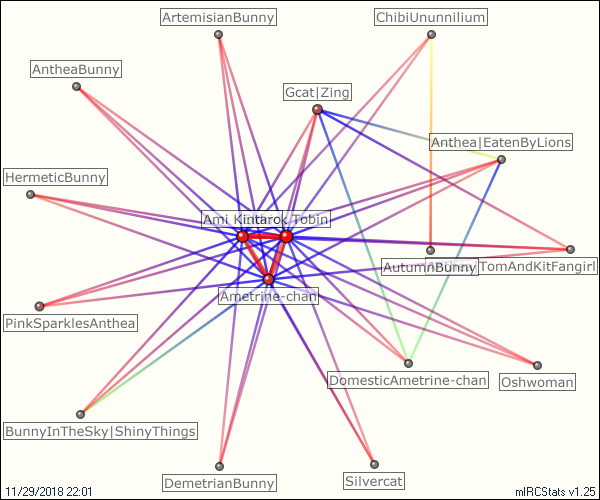 ArtemisianBunny
ChibiUnunnilium
AntheaBunny
Gcat|Zing
Anthea|EatenByLions
HermeticBunny
Ami Kintarok Tobin
AutumnBunny TomAndKitFangirl
Ametrine-chan
PinkSparklesAnthea
DomesticAmetrine-chan
Oshwoman
BunnyInTheSky|ShinyThings
DemetrianBunny
Silvercat
11/29/2018 22:01
mIRCStats v1.25